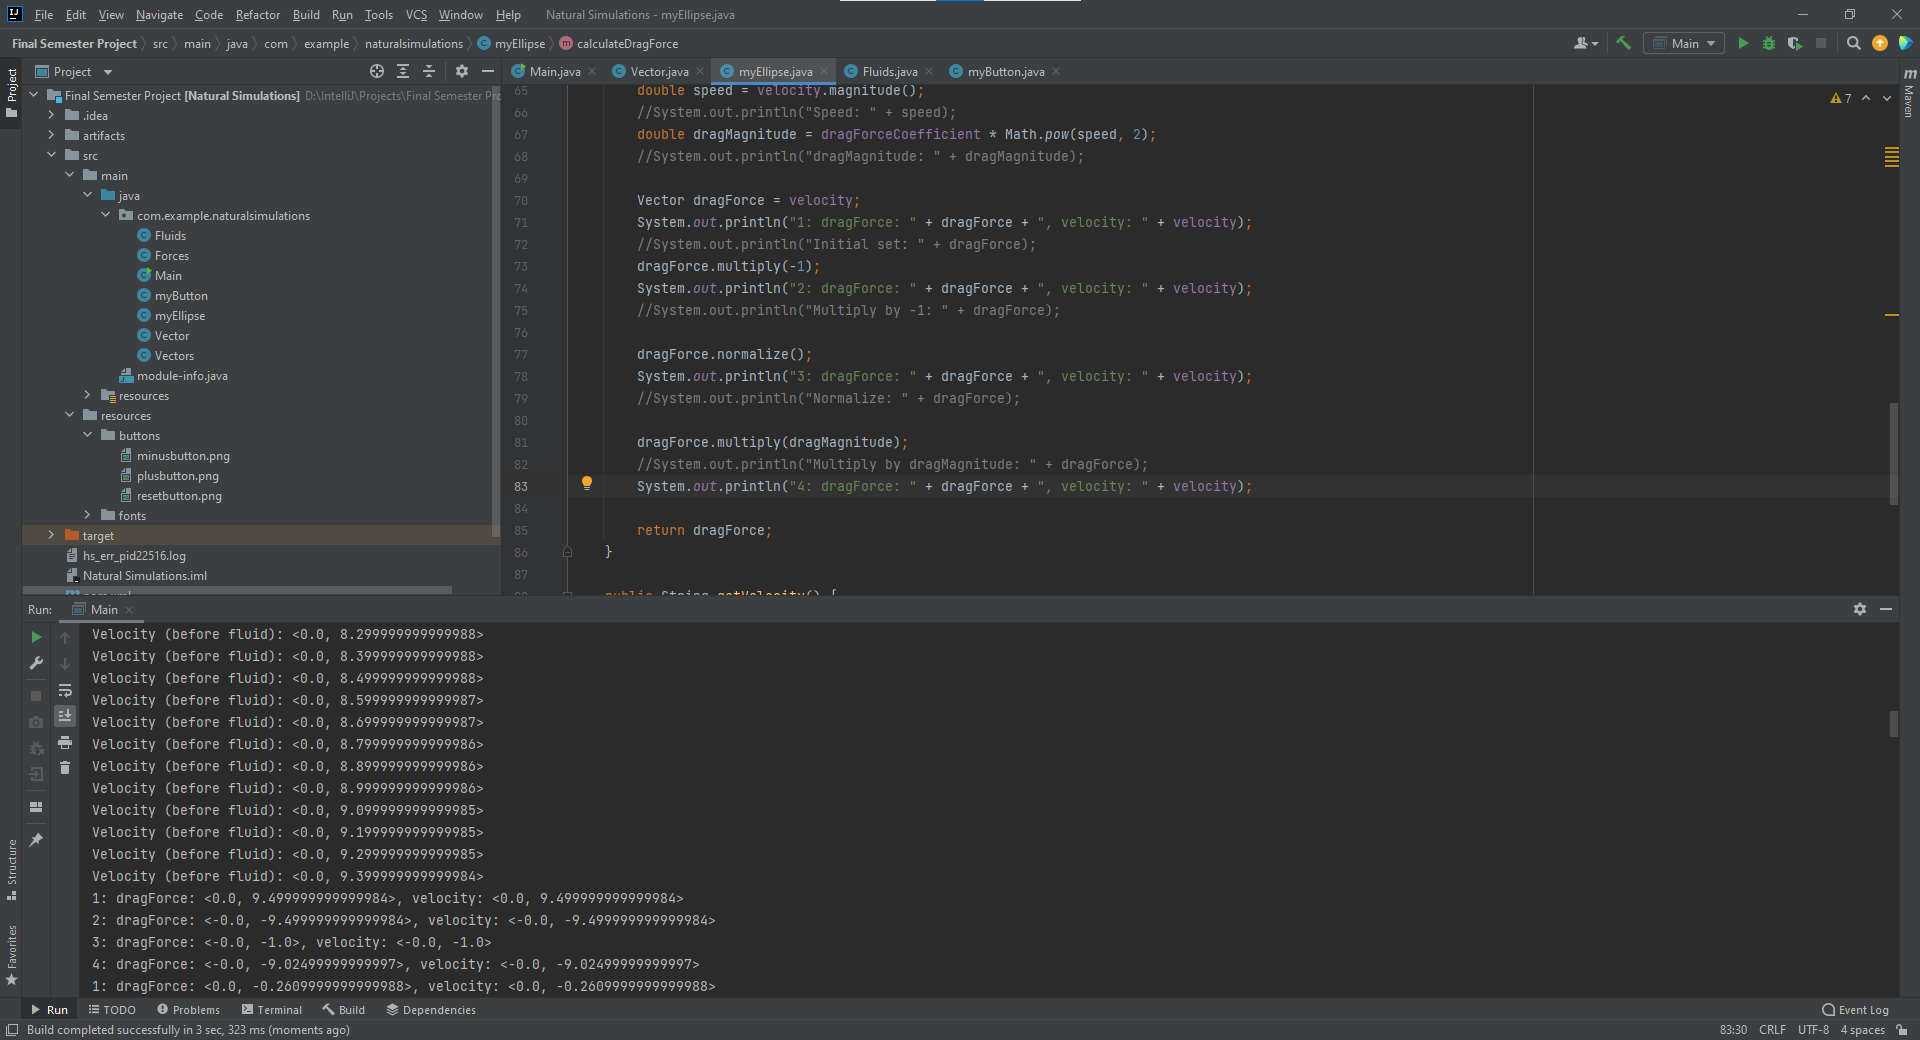 File Edit View Navigate Code Refactor Build Run Tools VCS Window Help Natural Simulations - myEllipse.java
Final Semester Project src main java com example naturalsimulations myEllipse calculateDragForce Main
Project
Main.java Vector.java myEllipse.java Fluids.java myButton.java
Final Semester Project [Natural Simulations] D:\IntelliJ\Projects\Final Semester Pro
.idea
artifacts
src
main
java
com.example.naturalsimulations
Fluids
Forces
Main
myButton
myEllipse
Vector
Vectors
module-info.java
resources
resources
buttons
minusbutton.png
plusbutton.png
resetbutton.png
fonts
target
hs_err_pid22516.log
Natural Simulations.iml
65 double speed = velocity.magnitude();
66 //System.out.println("Speed: " + speed);
67 double dragMagnitude = dragForceCoefficient * Math.pow(speed, 2);
68 //System.out.println("dragMagnitude: " + dragMagnitude);
69
70 Vector dragForce = velocity;
71 System.out.println("1: dragForce: " + dragForce + ", velocity: " + velocity);
72 //System.out.println("Initial set: " + dragForce);
73 dragForce.multiply(-1);
74 System.out.println("2: dragForce: " + dragForce + ", velocity: " + velocity);
75 //System.out.println("Multiply by -1: " + dragForce);
76
77 dragForce.normalize();
78 System.out.println("3: dragForce: " + dragForce + ", velocity: " + velocity);
79 //System.out.println("Normalize: " + dragForce);
80
81 dragForce.multiply(dragMagnitude);
82 //System.out.println("Multiply by dragMagnitude: " + dragForce);
83 System.out.println("4: dragForce: " + dragForce + ", velocity: " + velocity);
84
85 return dragForce;
86 }
87
public String getVelocity() {
7
Maven
Project
Structure
Favorites
Run: Main
Velocity (before fluid): <0.0, 8.299999999999988>
Velocity (before fluid): <0.0, 8.399999999999988>
Velocity (before fluid): <0.0, 8.499999999999988>
Velocity (before fluid): <0.0, 8.599999999999987>
Velocity (before fluid): <0.0, 8.699999999999987>
Velocity (before fluid): <0.0, 8.799999999999986>
Velocity (before fluid): <0.0, 8.899999999999986>
Velocity (before fluid): <0.0, 8.999999999999986>
Velocity (before fluid): <0.0, 9.099999999999985>
Velocity (before fluid): <0.0, 9.199999999999985>
Velocity (before fluid): <0.0, 9.299999999999985>
Velocity (before fluid): <0.0, 9.399999999999984>
1: dragForce: <0.0, 9.499999999999984>, velocity: <0.0, 9.499999999999984>
2: dragForce: <-0.0, -9.499999999999984>, velocity: <-0.0, -9.499999999999984>
3: dragForce: <-0.0, -1.0>, velocity: <-0.0, -1.0>
4: dragForce: <-0.0, -9.02499999999997>, velocity: <-0.0, -9.02499999999997>
1: dragForce: <0.0, -0.2609999999999988>, velocity: <0.0, -0.2609999999999988>
Run TODO Problems Terminal Build Dependencies Event Log
Build completed successfully in 3 sec, 323 ms (moments ago) 83:30 CRLF UTF-8 4 spaces